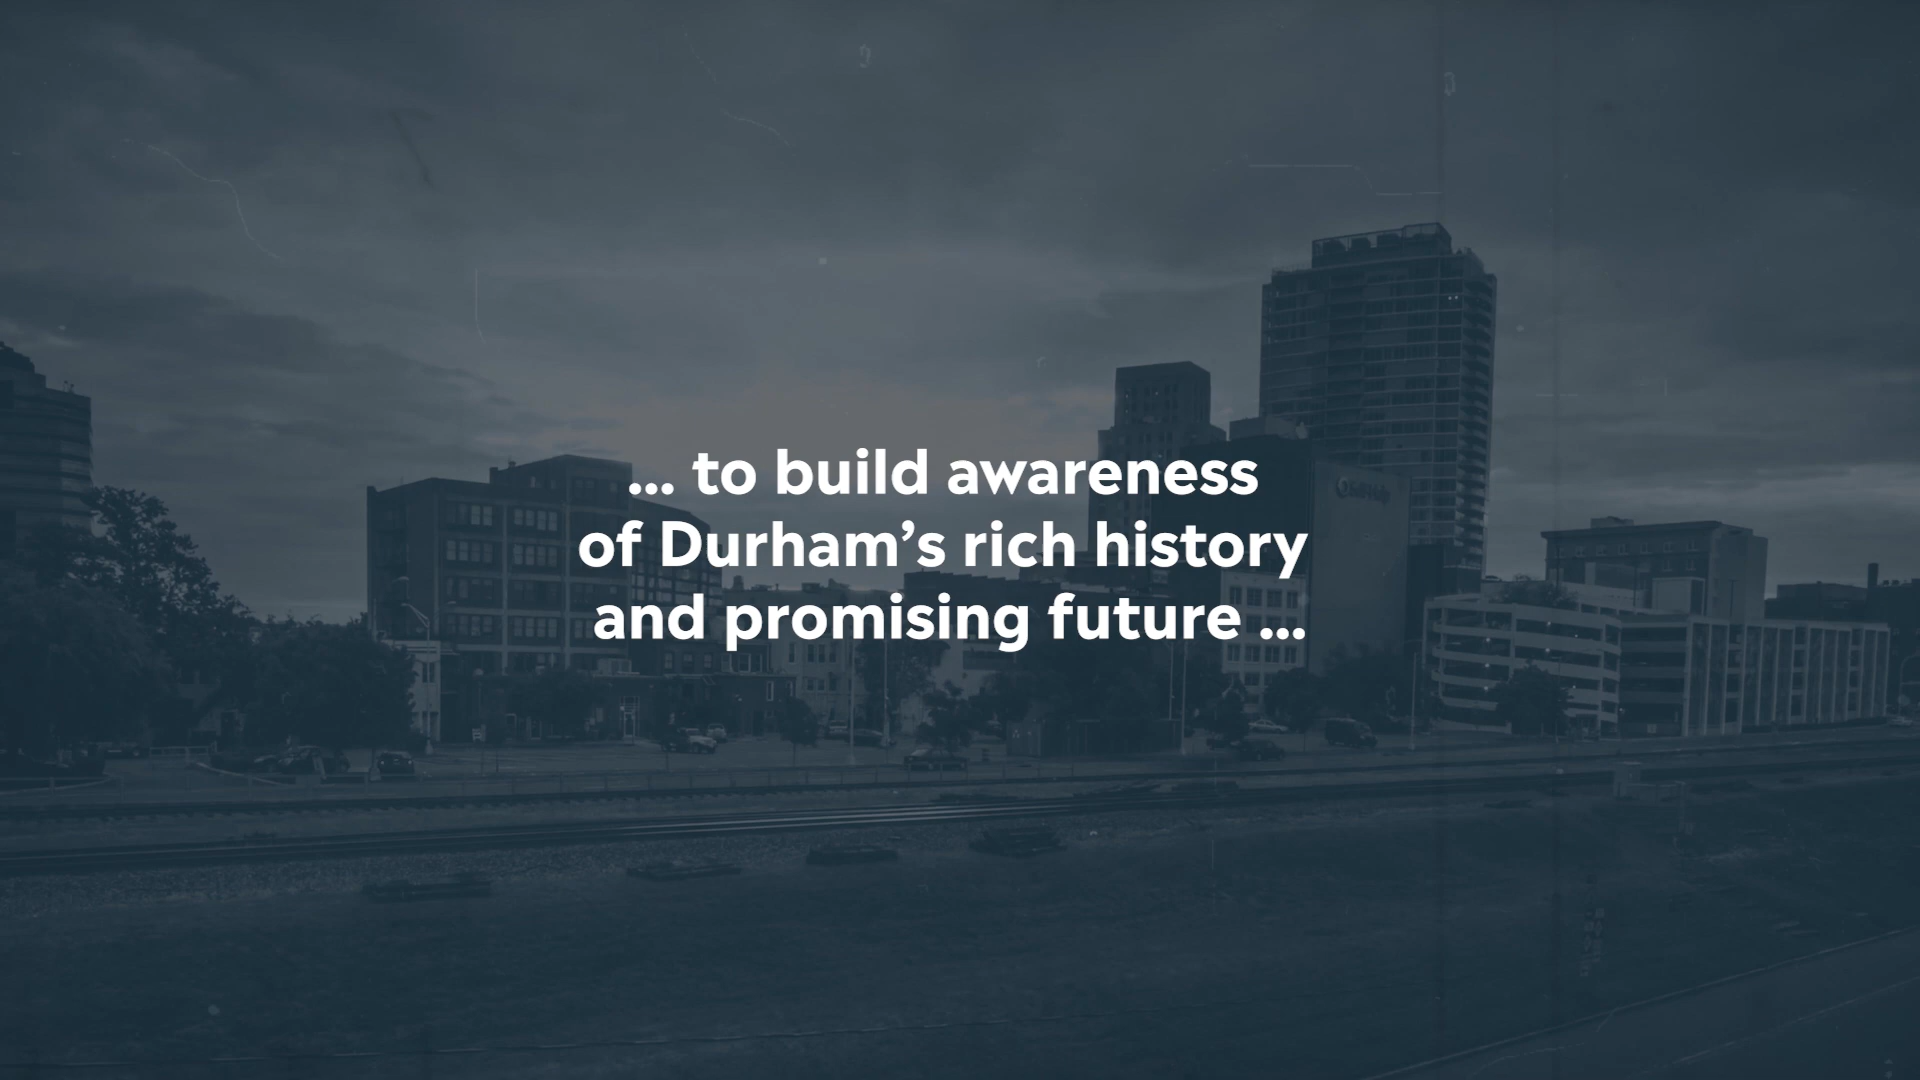 ... to build awareness
of Durham’s rich history
and promising future ...